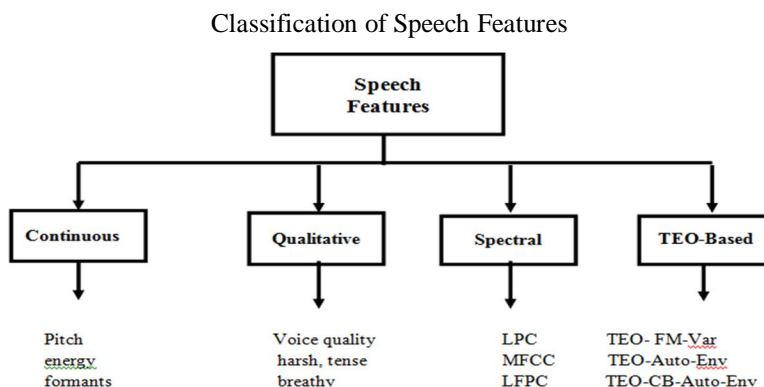 Classification of Speech Features
Speech
Features
Continuous
Qualitative
Spectral
TEO-Based
Pitch
energy
formants
Voice quality
harsh, tense
breathy
LPC
MFCC
LFPC
TEO- FM-Var
TEO-Auto-Env
TEO-CB-Auto-Env